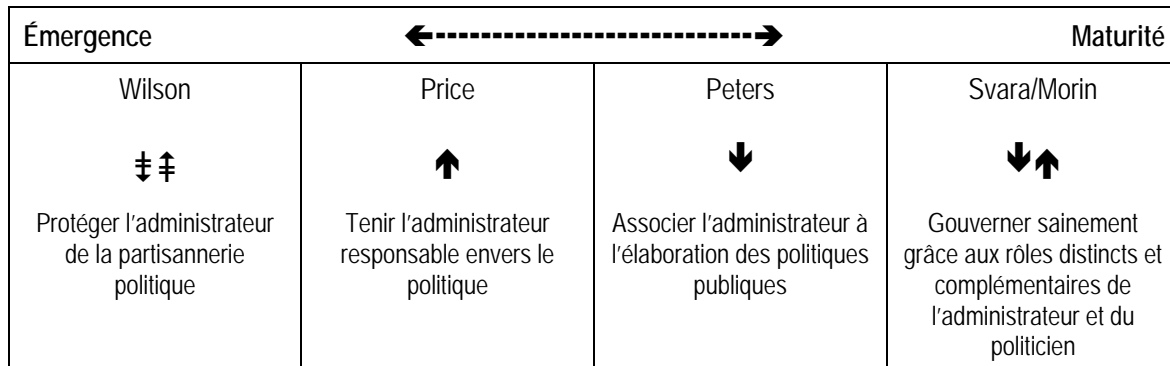 Émergence
Maturité
Wilson
Protéger l'administrateur
de la partisannerie
politique
Price
Tenir l'administrateur
responsable envers le
politique
Peters
Associer l'administrateur à
l'élaboration des politiques
publiques
Svara/Morin
Gouverner sainement
grâce aux rôles distincts et
complémentaires de
l'administrateur et du
politicien